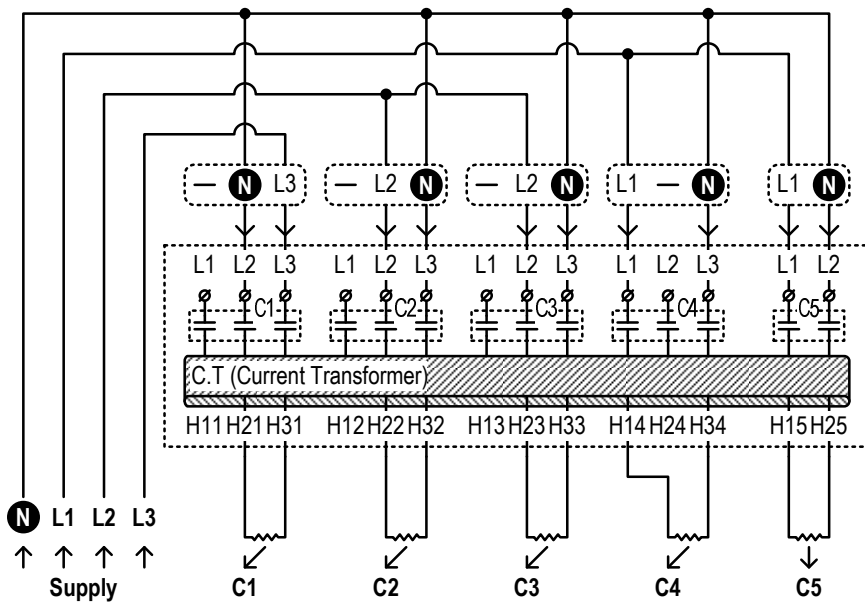 — N L3 — L2 N — L2 N L1 — N L1 N
L1 L2 L3 L1 L2 L3 L1 L2 L3 L1 L2 L3 L1 L2
C1 C2 C3 C4 C5
C.T (Current Transformer)
H11 H21 H31 H12 H22 H32 H13 H23 H33 H14 H24 H34 H15 H25
N L1 L2 L3
Supply C1 C2 C3 C4 C5